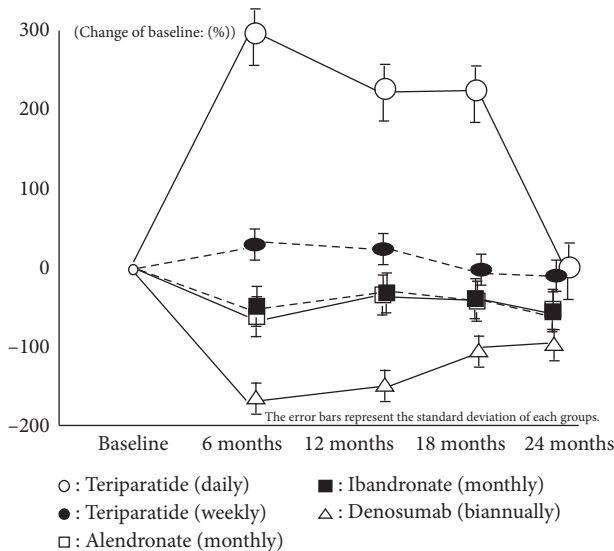 (Change of baseline: (%))
300
200
100
0
−100
−200
The error bars represent the standard deviation of each groups.
Baseline 6 months 12 months 18 months 24 months
: Teriparatide (daily)
: Teriparatide (weekly)
: Alendronate (monthly)
: Ibandronate (monthly)
: Denosumab (biannually)